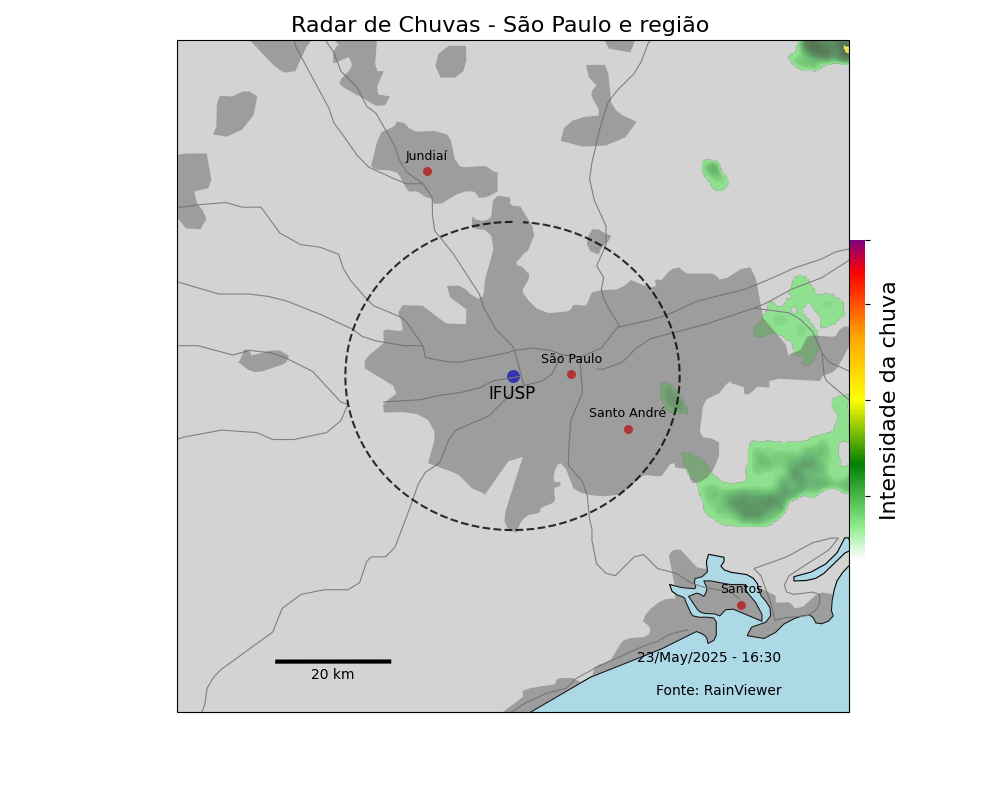 Radar de Chuvas - São Paulo e região
Jundiaí
São Paulo
IFUSP
Santo André
Intensidade da chuva
Santos
23/May/2025 - 16:30
20 km
Fonte: RainViewer